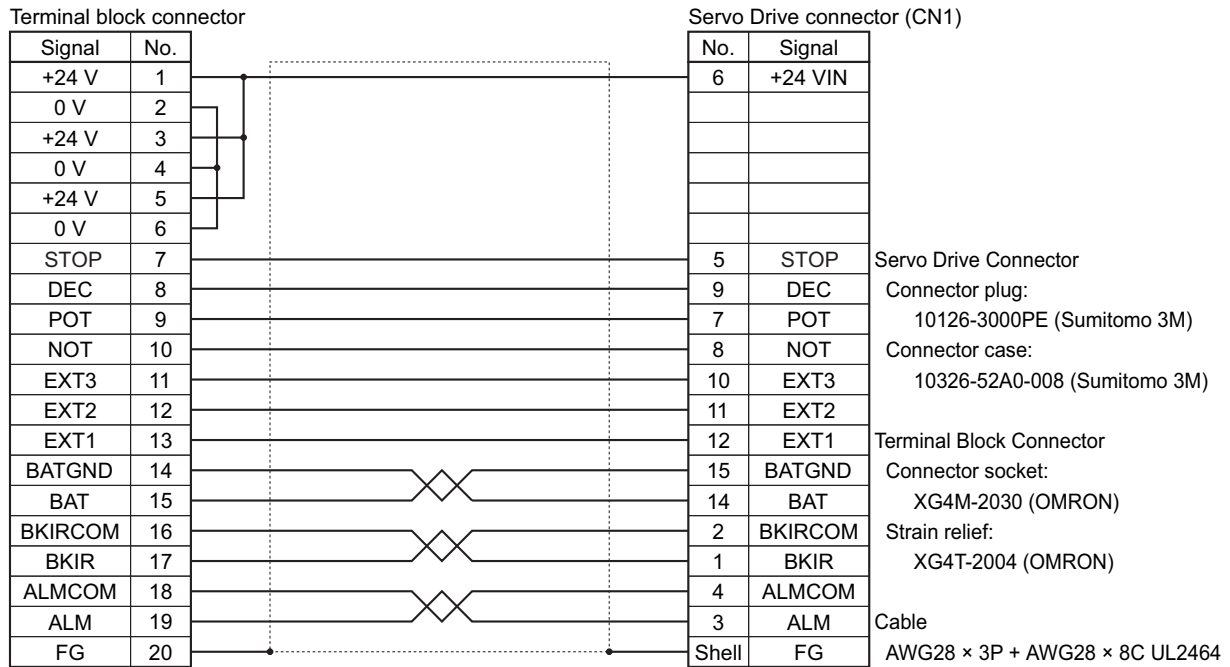 Terminal block connector
Servo Drive connector (CN1)
Signal No.
No. Signal
+24 V 1
6 +24 VIN
0 V 2
+24 V 3
0 V 4
+24 V 5
0 V 6
STOP 7
5 STOP
Servo Drive Connector
DEC 8
9 DEC
Connector plug:
POT 9
7 POT
10126-3000PE (Sumitomo 3M)
NOT 10
8 NOT
Connector case:
EXT3 11
10 EXT3
10326-52A0-008 (Sumitomo 3M)
EXT2 12
11 EXT2
EXT1 13
12 EXT1
Terminal Block Connector
BATGND 14
15 BATGND
Connector socket:
BAT 15
14 BAT
XG4M-2030 (OMRON)
BKIRCOM 16
2 BKIRCOM
Strain relief:
BKIR 17
1 BKIR
XG4T-2004 (OMRON)
ALMCOM 18
4 ALMCOM
ALM 19
3 ALM
Cable
FG 20
Shell FG
AWG28 × 3P + AWG28 × 8C UL2464